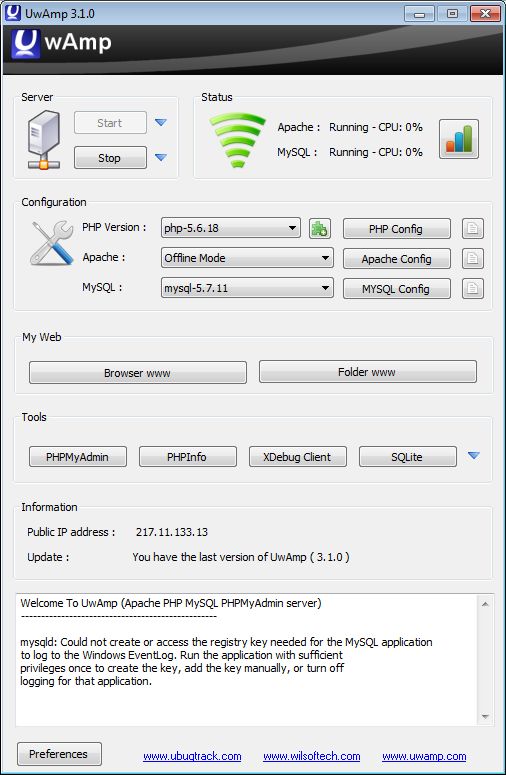 UwAmp 3.1.0
UwAmp
Server
Start
Stop
Status
Apache : Running - CPU: 0%
MySQL : Running - CPU: 0%
Configuration
PHP Version : php-5.6.18 PHP Config
Apache : Offline Mode Apache Config
MySQL : mysql-5.7.11 MYSQL Config
My Web
Browser www Folder www
Tools
PHPMyAdmin PHPInfo XDebug Client SQLite
Information
Public IP address : 217.11.133.13
Update : You have the last version of UwAmp ( 3.1.0 )
Welcome To UwAmp (Apache PHP MySQL PHPMyAdmin server)
-------------------------------------------------
mysqld: Could not create or access the registry key needed for the MySQL application
to log to the Windows EventLog. Run the application with sufficient
privileges once to create the key, add the key manually, or turn off
logging for that application.
Preferences www.ubugtrack.com www.wilsoftech.com www.uwamp.com